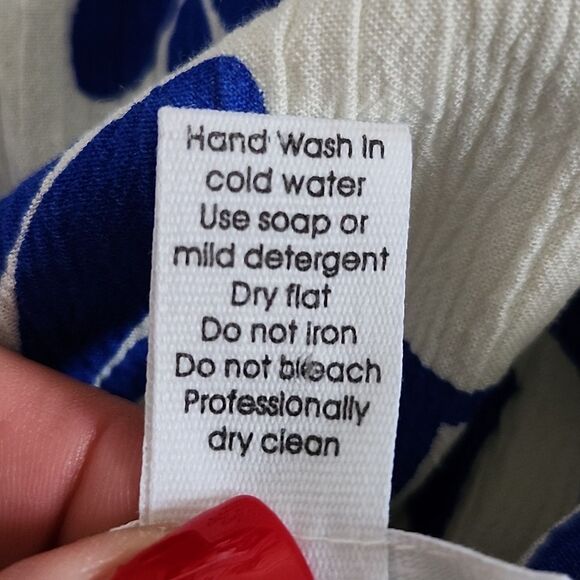 Hand Wash in
cold water
Use soap or
mild detergent
Dry flat
Do not iron
Do not bleach
Professionally
dry clean